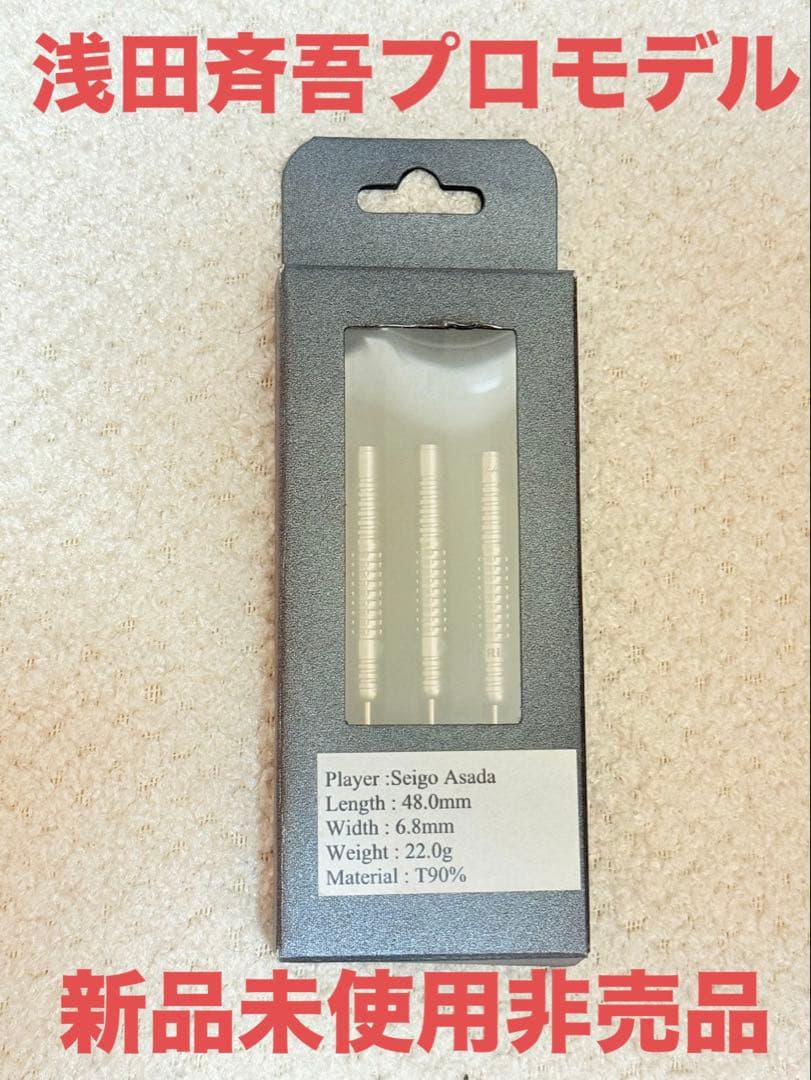 浅田斉吾プロモデル
Player :Seigo Asada
Length : 48.0mm
Width : 6.8mm
Weight : 22.0g
Material : T90%
新品未使用非売品